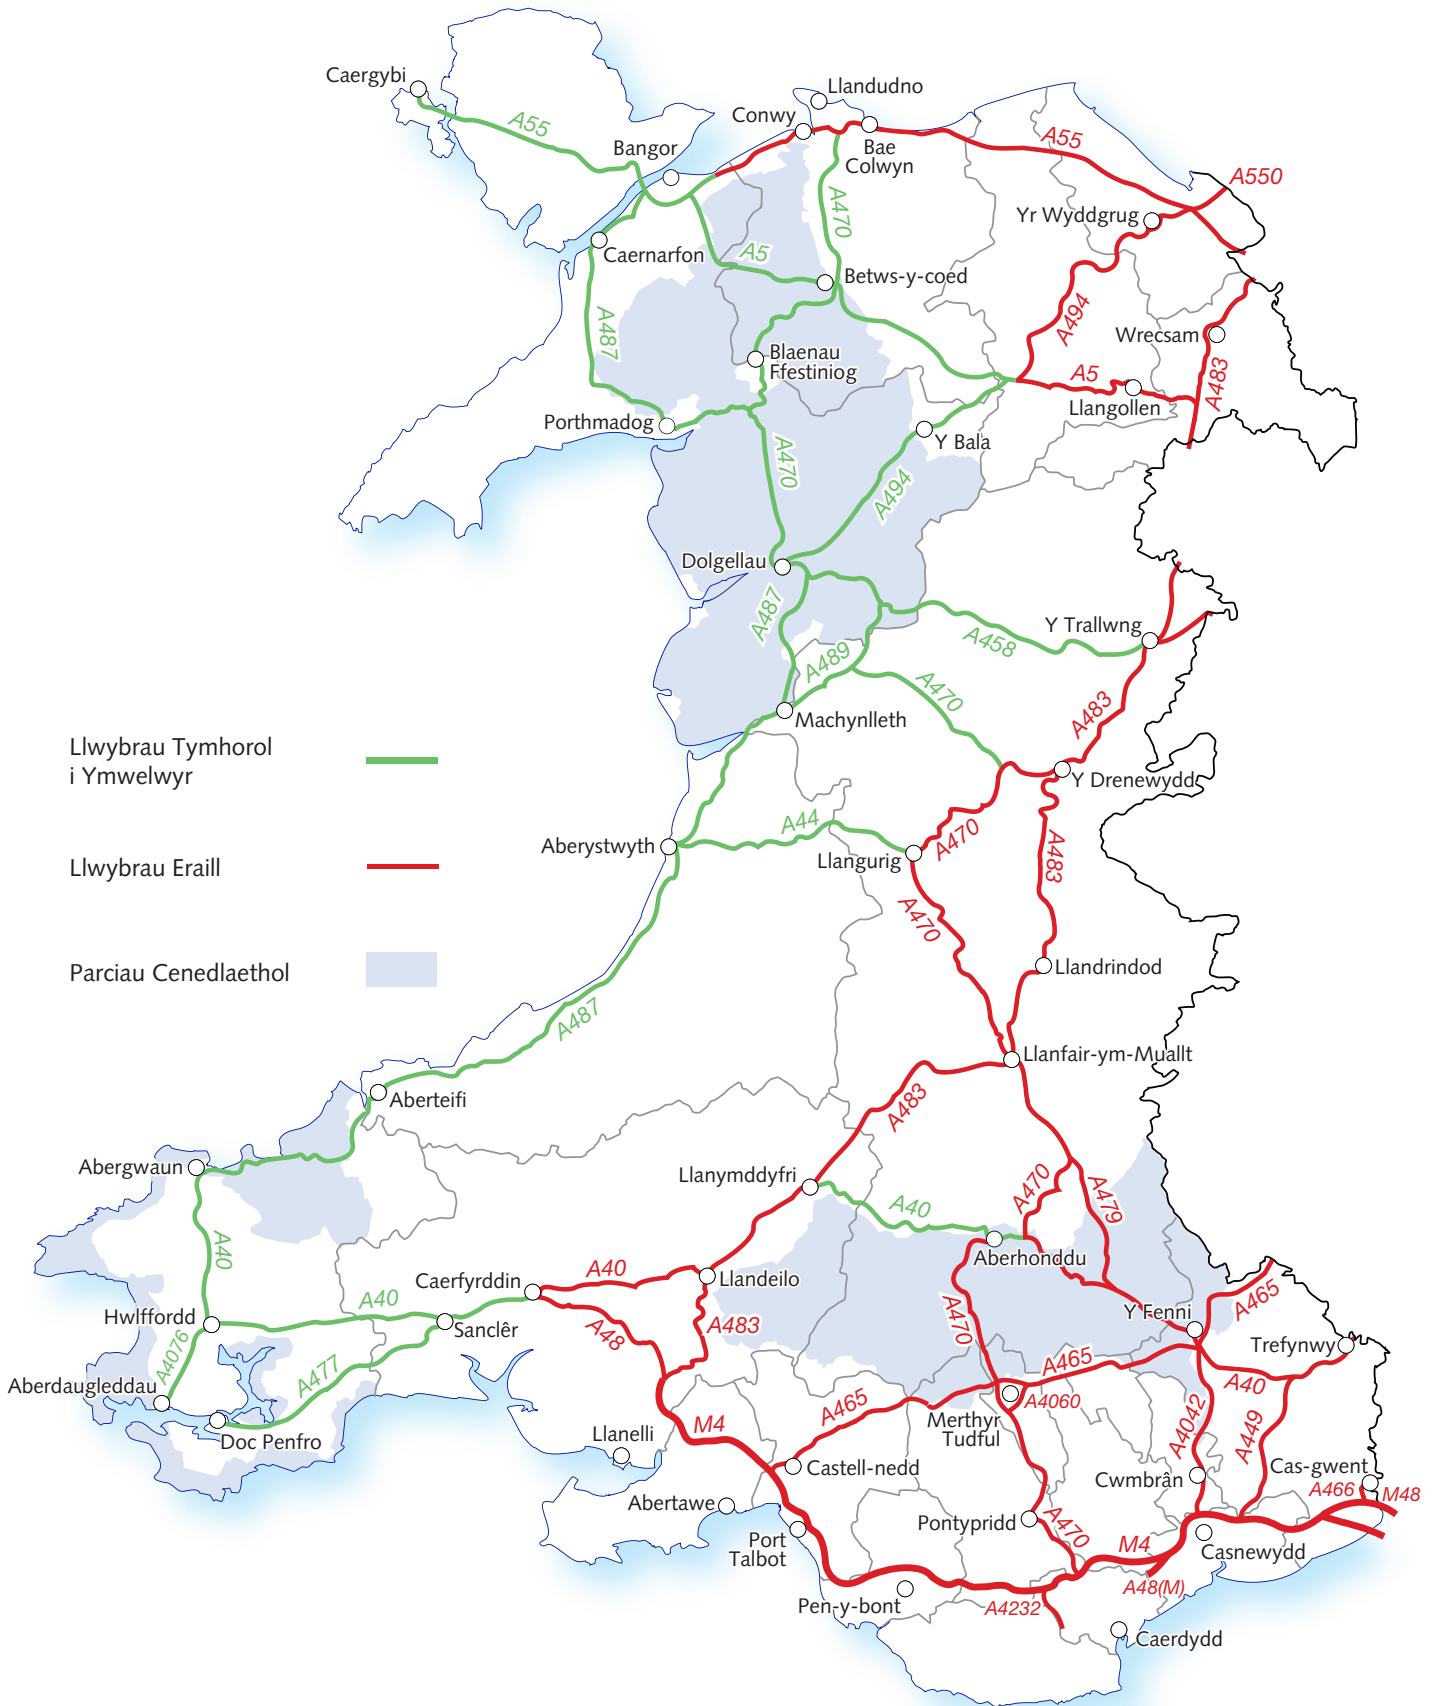 Caergybi
Llandudno
Conwy
A55
Bangor
Bae
Colwyn
A55
A550
Yr Wyddgrug
A470
Caernarfon
A5
Betws-y-coed
A494
A487
Wrecsam
Blaenau
Ffestiniog
A5
A483
Llangollen
Porthmadog
Y Bala
A470
A494
Dolgellau
A487
Y Trallwng
A458
A489
A470
Machynlleth
A483
Llwybrau Tymhorol
i Ymwelwyr
Y Drenewydd
A44
Aberystwyth
A470
Llangurig
A483
Llwybrau Eraill
A470
Llandrindod
Parciau Cenedlaethol
A487
Llanfair-ym-Muallt
Aberteifi
A483
Abergwaun
Llanymddyfri
A470
A479
A40
A40
Aberhonddu
Caerfyrddin
A40
Llandeilo
A40
A465
Hwlffordd
Sanclêr
A48
A483
A470
Y Fenni
Trefynwy
A4076
A477
A465
A40
Aberdaugleddau
A465
A4060
Merthyr
Tudful
A4042
A449
Doc Penfro
M4
Llanelli
Castell-nedd
Cwmbrân
Cas-gwent
A466
M48
Abertawe
Port
Talbot
Pontypridd
A470
M4
Casnewydd
A48(M)
Pen-y-bont
A4232
Caerdydd